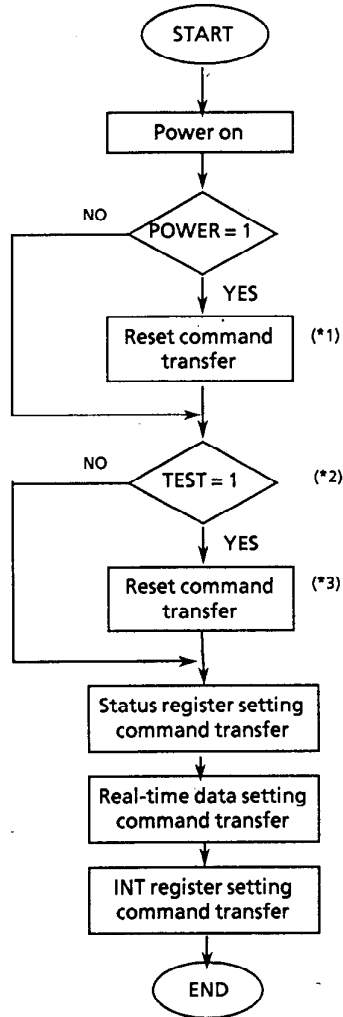 START
Power on
NO
POWER = 1
YES
Reset command
transfer
(*1)
NO
TEST = 1
(*2)
YES
Reset command
transfer
(*3)
Status register setting
command transfer
Real-time data setting
command transfer
INT register setting
command transfer
END